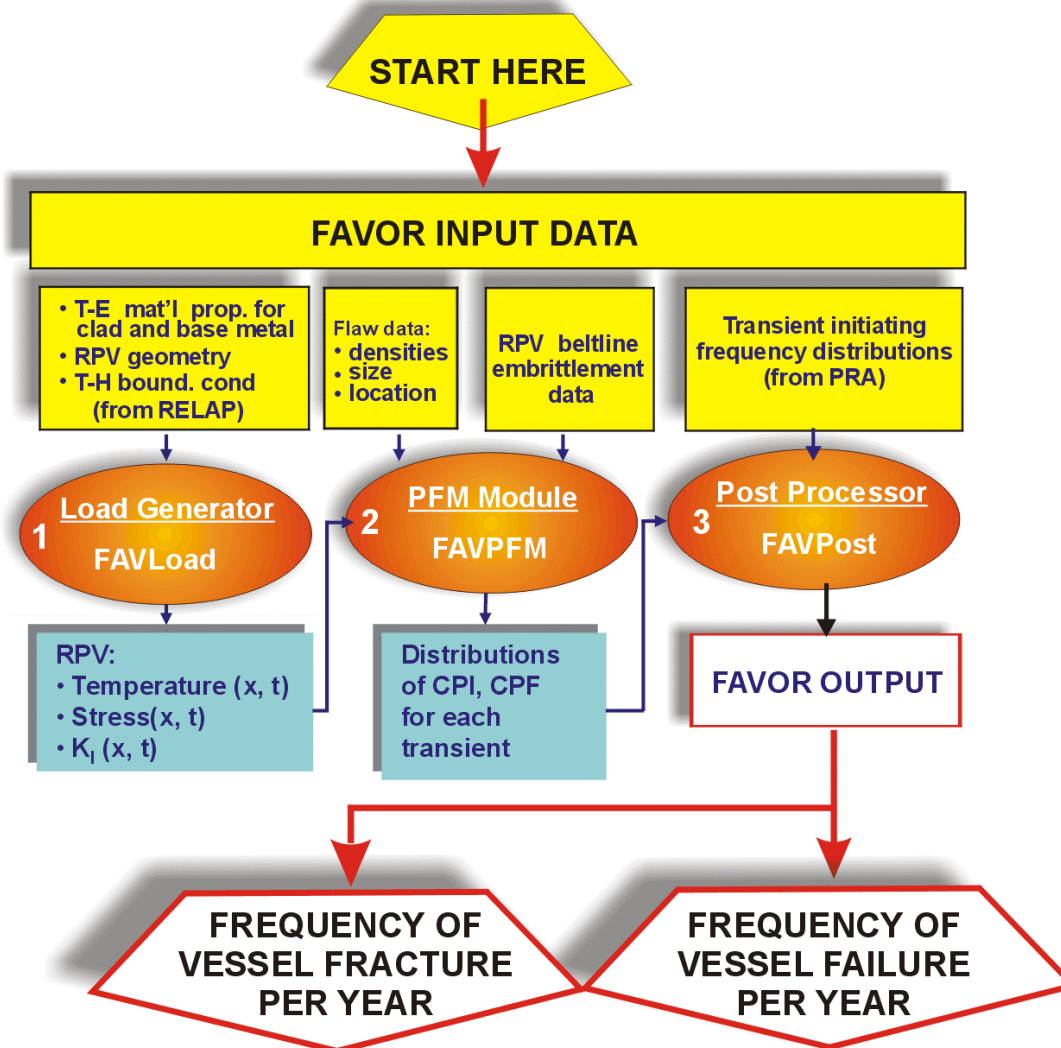 START HERE
FAVOR INPUT DATA
• T-E mat'l prop. for
clad and base metal
• RPV geometry
• T-H bound. cond
(from RELAP)
Flaw data:
• densities
• size
• location
RPV beltline
embrittlement
data
Transient initiating
frequency distributions
(from PRA)
1
Load Generator
FAVLoad
2
PFM Module
FAVPFM
3
Post Processor
FAVPost
RPV:
• Temperature (x, t)
• Stress(x, t)
• K<sub>I</sub> (x, t)
Distributions
of CPI, CPF
for each
transient
FAVOR OUTPUT
FREQUENCY OF
VESSEL FRACTURE
PER YEAR
FREQUENCY OF
VESSEL FAILURE
PER YEAR